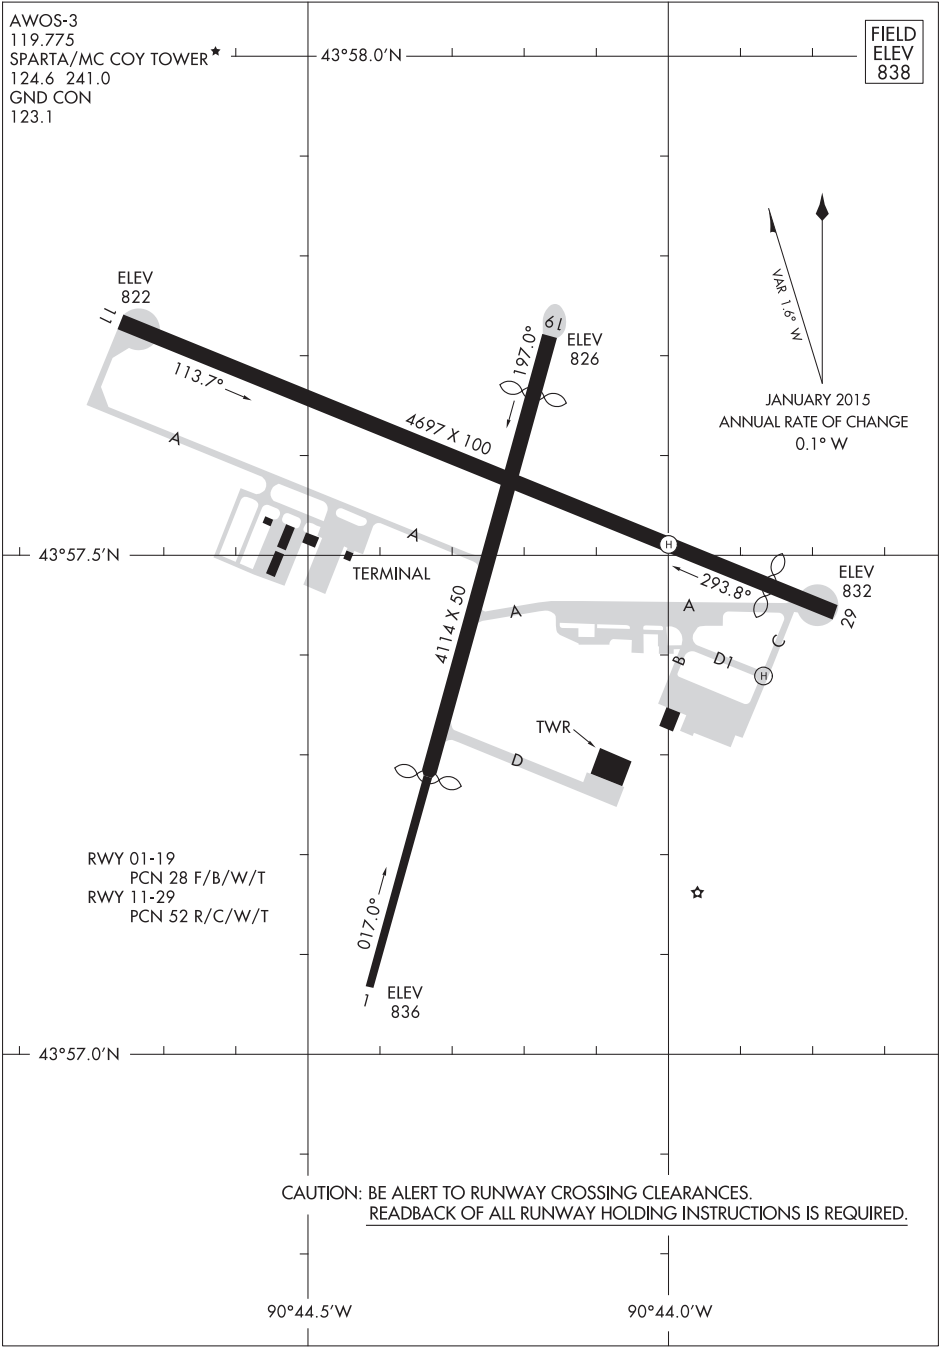 AWOS-3
119.775
SPARTA/MC COY TOWER
124.6 241.0
GND CON
123.1
43°58.0'N
FIELD
ELEV
838
VAR 1.6° W
JANUARY 2015
ANNUAL RATE OF CHANGE
0.1° W
ELEV
822
11
113.7°
19
ELEV
826
197.0°
4697 X 100
A
A
43°57.5'N
TERMINAL
H
293.8°
ELEV
832
29
4114 X 50
A
A
B
D1
C
H
TWR
D
RWY 01-19
PCN 28 F/B/W/T
RWY 11-29
PCN 52 R/C/W/T
017.0°
1
ELEV
836
43°57.0'N
CAUTION: BE ALERT TO RUNWAY CROSSING CLEARANCES.
READBACK OF ALL RUNWAY HOLDING INSTRUCTIONS IS REQUIRED.
90°44.5'W
90°44.0'W